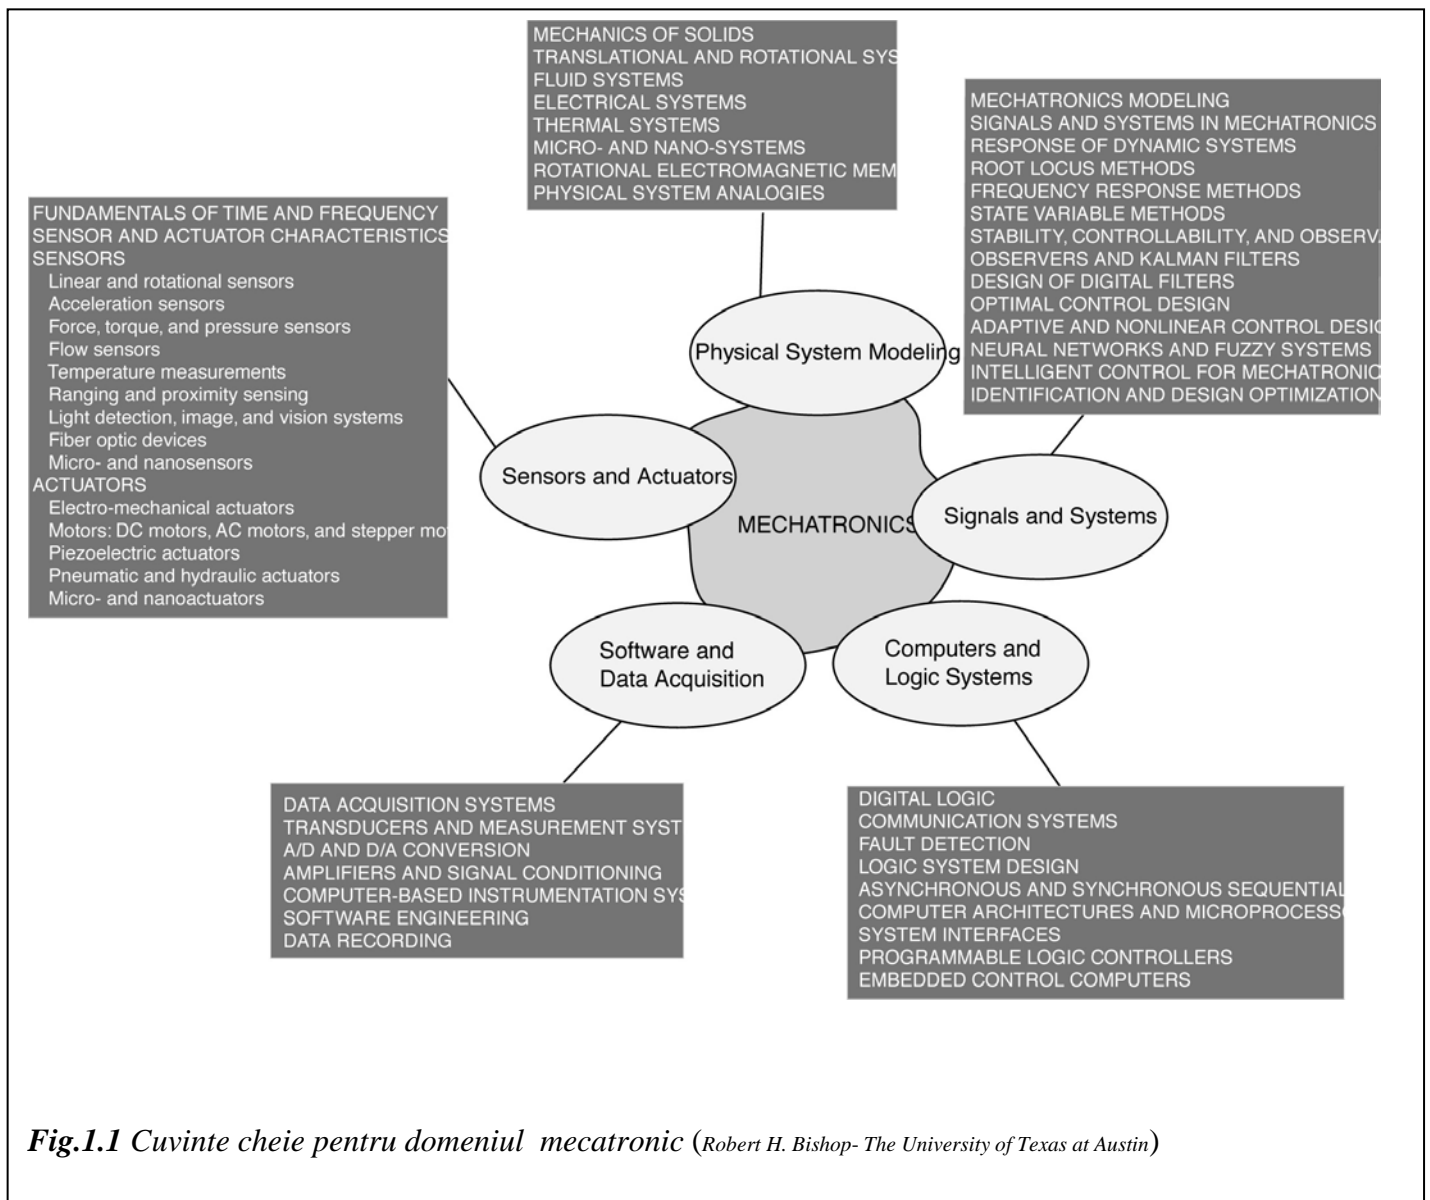 MECHANICS OF SOLIDS
TRANSLATIONAL AND ROTATIONAL SYS
FLUID SYSTEMS
ELECTRICAL SYSTEMS
THERMAL SYSTEMS
MICRO- AND NANO-SYSTEMS
ROTATIONAL ELECTROMAGNETIC MEM
PHYSICAL SYSTEM ANALOGIES
MECHATRONICS MODELING
SIGNALS AND SYSTEMS IN MECHATRONICS
RESPONSE OF DYNAMIC SYSTEMS
ROOT LOCUS METHODS
FREQUENCY RESPONSE METHODS
STATE VARIABLE METHODS
STABILITY, CONTROLLABILITY, AND OBSERV
OBSERVERS AND KALMAN FILTERS
DESIGN OF DIGITAL FILTERS
OPTIMAL CONTROL DESIGN
ADAPTIVE AND NONLINEAR CONTROL DESIG
NEURAL NETWORKS AND FUZZY SYSTEMS
INTELLIGENT CONTROL FOR MECHATRONIC
IDENTIFICATION AND DESIGN OPTIMIZATION
FUNDAMENTALS OF TIME AND FREQUENCY
SENSOR AND ACTUATOR CHARACTERISTICS
SENSORS
Linear and rotational sensors
Acceleration sensors
Force, torque, and pressure sensors
Flow sensors
Temperature measurements
Ranging and proximity sensing
Light detection, image, and vision systems
Fiber optic devices
Micro- and nanosensors
ACTUATORS
Electro-mechanical actuators
Motors: DC motors, AC motors, and stepper mo
Piezoelectric actuators
Pneumatic and hydraulic actuators
Micro- and nanoactuators
Physical System Modeling
Sensors and Actuators
MECHATRONICS
Signals and Systems
Software and
Data Acquisition
Computers and
Logic Systems
DATA ACQUISITION SYSTEMS
TRANSDUCERS AND MEASUREMENT SYST
A/D AND D/A CONVERSION
AMPLIFIERS AND SIGNAL CONDITIONING
COMPUTER-BASED INSTRUMENTATION SYS
SOFTWARE ENGINEERING
DATA RECORDING
DIGITAL LOGIC
COMMUNICATION SYSTEMS
FAULT DETECTION
LOGIC SYSTEM DESIGN
ASYNCHRONOUS AND SYNCHRONOUS SEQUENTIAL
COMPUTER ARCHITECTURES AND MICROPROCESSO
SYSTEM INTERFACES
PROGRAMMABLE LOGIC CONTROLLERS
EMBEDDED CONTROL COMPUTERS
Fig.1.1 Cuvinte cheie pentru domeniul mecatronic (Robert H. Bishop- The University of Texas at Austin)